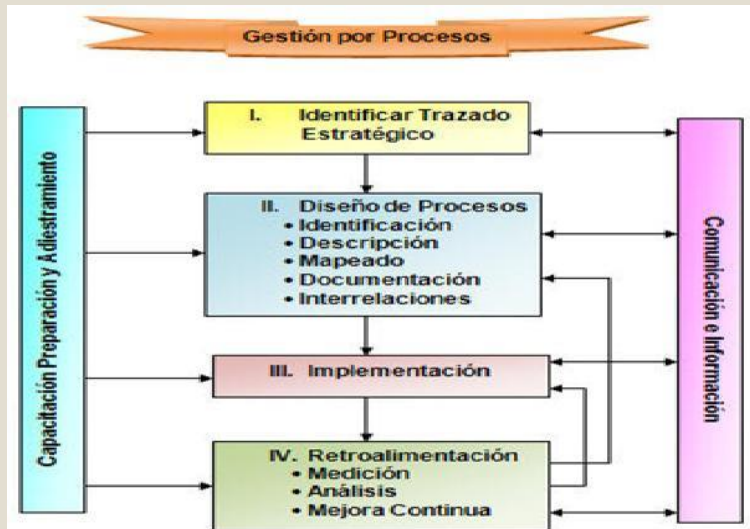 Gestión por Procesos
Capacitación Preparación y Adiestramiento
I. Identificar Trazado
Estratégico
II. Diseño de Procesos
• Identificación
• Descripción
• Mapeado
• Documentación
• Interrelaciones
III. Implementación
IV. Retroalimentación
• Medición
• Análisis
• Mejora Continua
Comunicación e Información